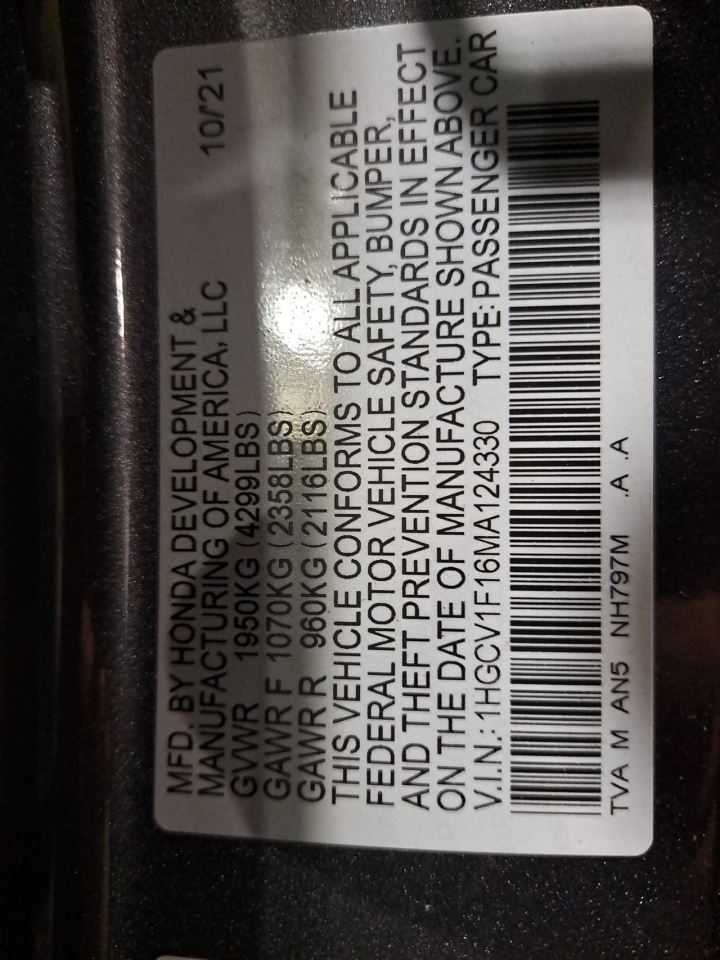 MFD. BY HONDA DEVELOPMENT &
MANUFACTURING OF AMERICA, LLC 10/'21
GVWR 1950KG (4299LBS)
GAWR F 1070KG (2358LBS)
GAWR R 960KG (2116LBS)
THIS VEHICLE CONFORMS TO ALL APPLICABLE
FEDERAL MOTOR VEHICLE SAFETY, BUMPER,
AND THEFT PREVENTION STANDARDS IN EFFECT
ON THE DATE OF MANUFACTURE SHOWN ABOVE.
V.I.N.: 1HGCV1F16MA124330 TYPE: PASSENGER CAR
TVA M AN5 NH797M .A .A